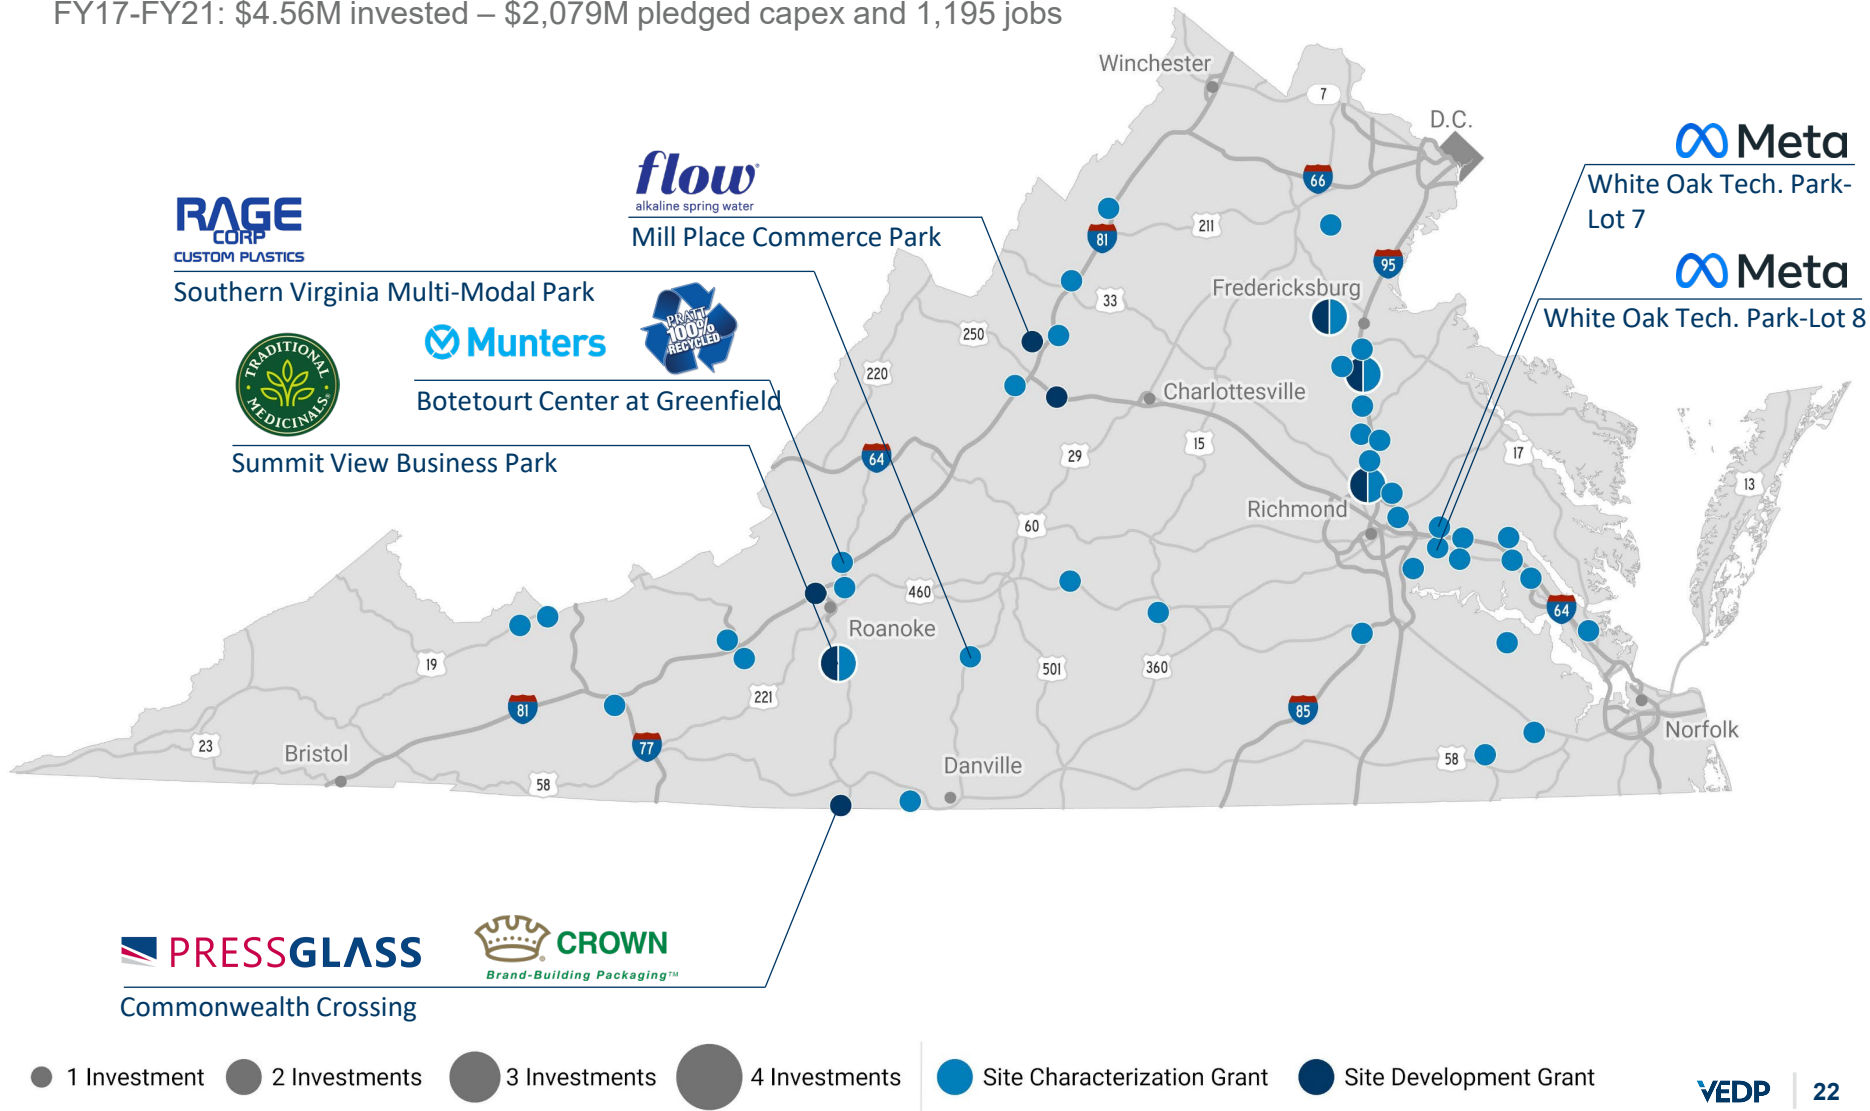 FY17-FY21: $4.56M invested – $2,079M pledged capex and 1,195 jobs
Winchester
7
D.C.
66
Meta
White Oak Tech. Park-
Lot 7
Meta
White Oak Tech. Park-Lot 8
flow
alkaline spring water
Mill Place Commerce Park
RAGE
CORP
CUSTOM PLASTICS
Southern Virginia Multi-Modal Park
Munters
PRATT
100%
RECYCLED
Botetourt Center at Greenfield
TRADITIONAL
MEDICINALS
Summit View Business Park
81
211
95
Fredericksburg
33
250
220
Charlottesville
64
29
15
17
13
Richmond
60
460
64
Roanoke
19
501
360
221
81
85
77
23
Bristol
58
Danville
58
Norfolk
PRESSGLASS
CROWN
Brand-Building Packaging™
Commonwealth Crossing
1 Investment
2 Investments
3 Investments
4 Investments
Site Characterization Grant
Site Development Grant
VEDP
22